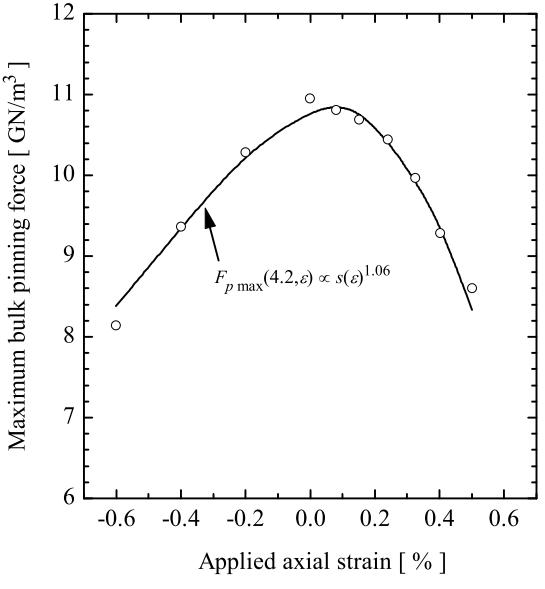 Maximum bulk pinning force [ GN/m³ ]
12
11
10
9
8
7
6
Fp max(4.2,ε) ∝ s(ε)^1.06
-0.6 -0.4 -0.2 0.0 0.2 0.4 0.6
Applied axial strain [ % ]